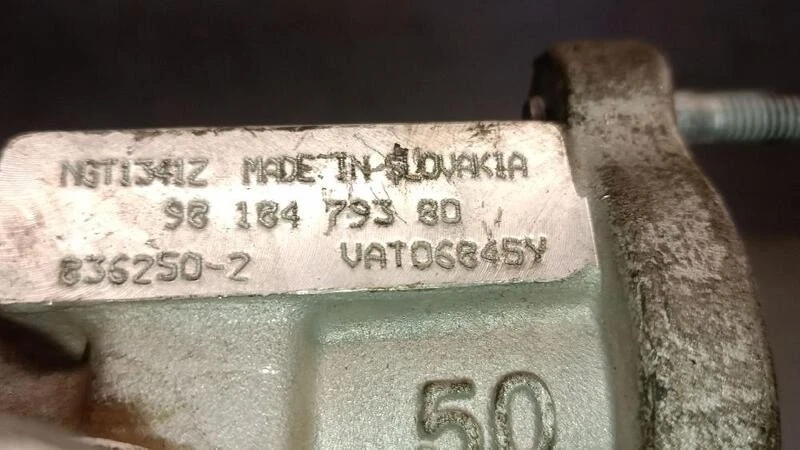 NGT1341Z MADE IN SLOVAKIA
98 184 793 80
836250-2 VAT06845Y
50